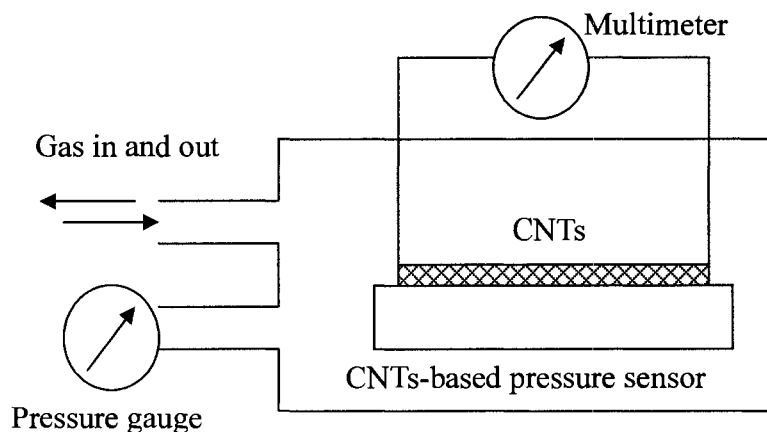 Multimeter
Gas in and out
CNTs
CNTs-based pressure sensor
Pressure gauge